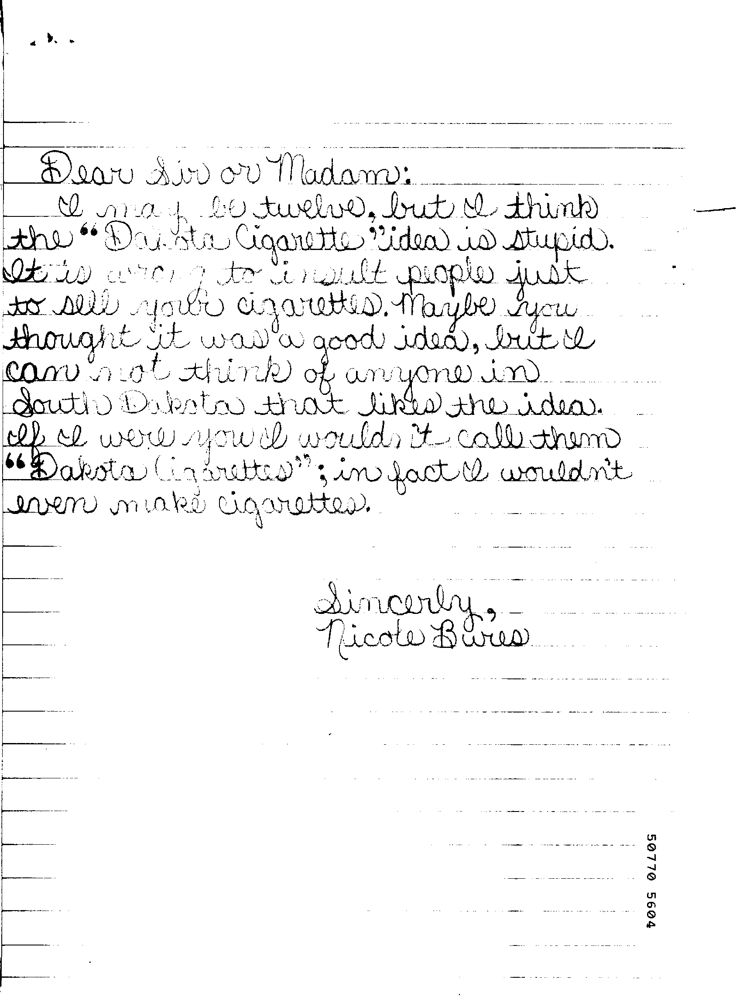 Dear Sir or Madam:
I may be twelve, but I think
the “Dakota Cigarette” idea is stupid.
It is wrong to insult people just
to sell your cigarettes. Maybe you
thought it was a good idea, but I
can not think of anyone in
South Dakota that likes the idea.
If I were you I wouldn't call them
“Dakota Cigarettes”; in fact I wouldn't
even make cigarettes.
Sincerly,
Nicole Bures
50770 5604